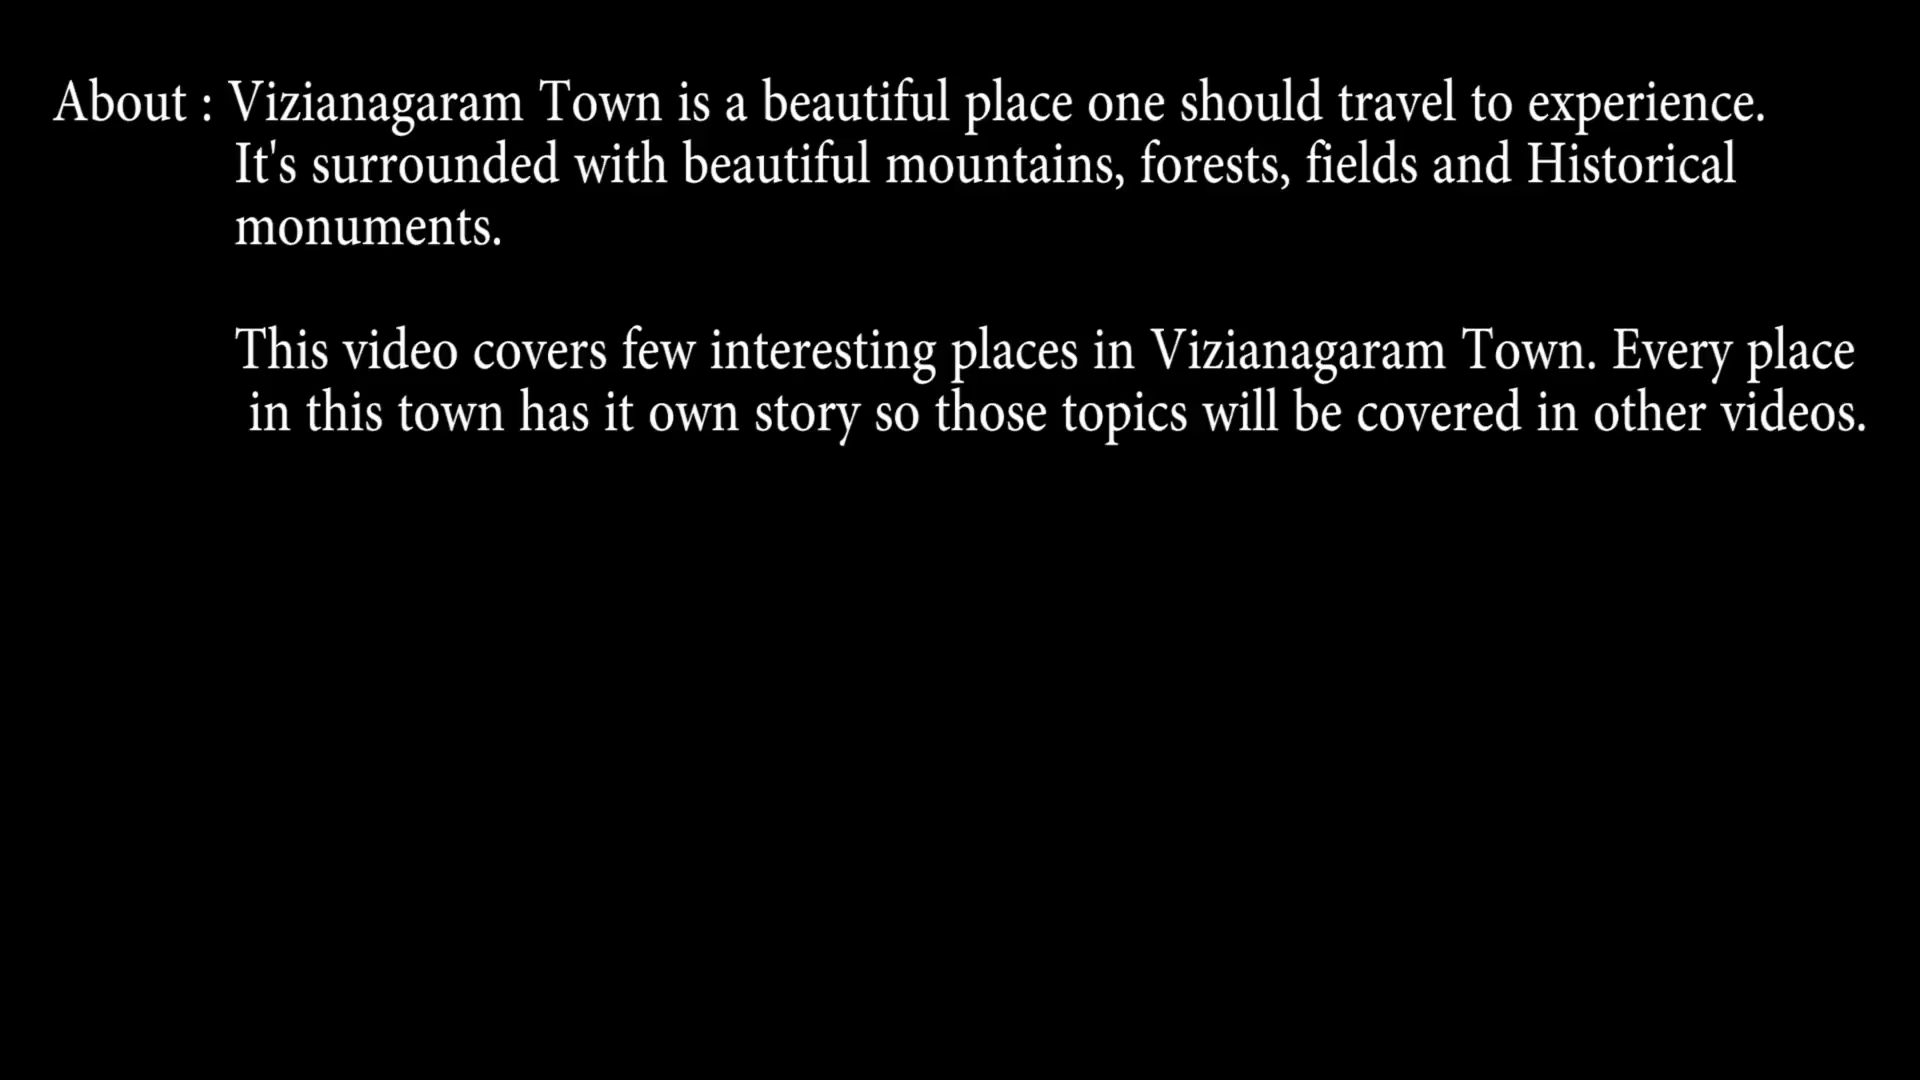 About : Vizianagaram Town is a beautiful place one should travel to experience.
It's surrounded with beautiful mountains, forests, fields and Historical
monuments.
This video covers few interesting places in Vizianagaram Town. Every place
in this town has it own story so those topics will be covered in other videos.